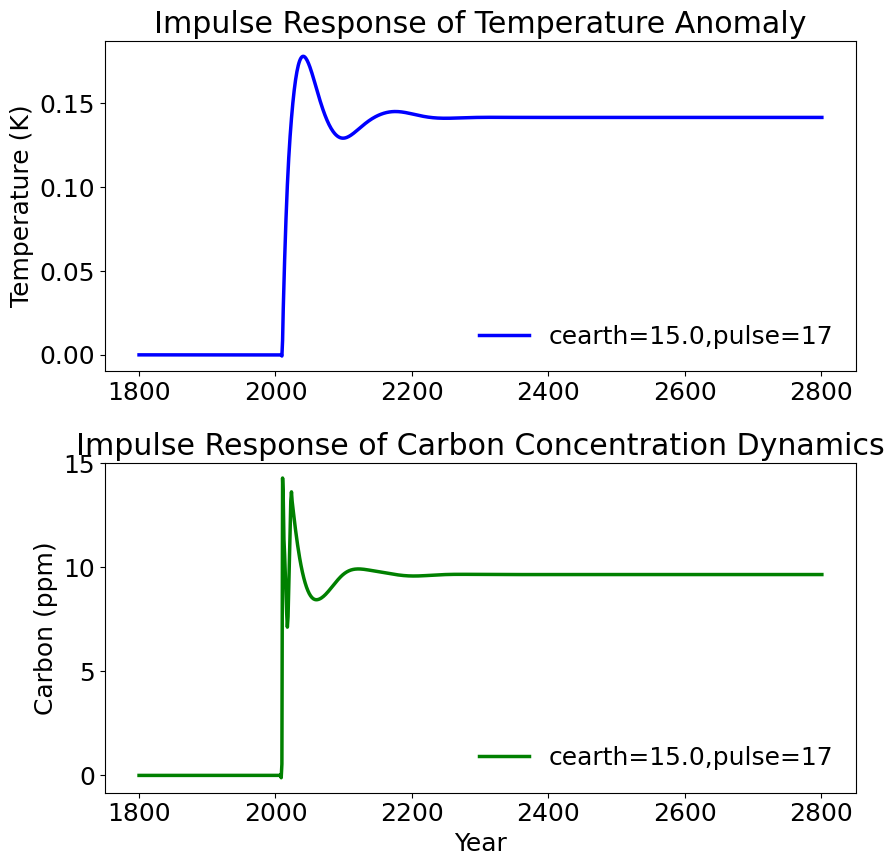 Impulse Response of Temperature Anomaly
Temperature (K)
0.15
0.10
0.05
0.00
cearth=15.0,pulse=17
1800 2000 2200 2400 2600 2800
Impulse Response of Carbon Concentration Dynamics
Carbon (ppm)
15
10
5
0
cearth=15.0,pulse=17
1800 2000 2200 2400 2600 2800
Year